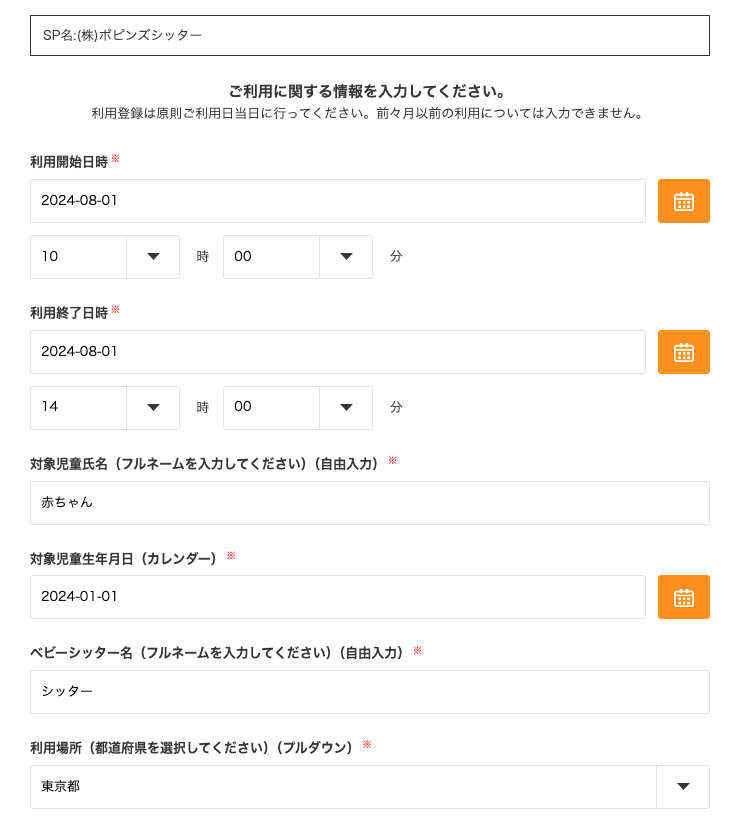 SP名:(株)ポピンズシッター
ご利用に関する情報を入力してください。
利用登録は原則ご利用日当日に行ってください。前々月以前の利用については入力できません。
利用開始日時※
2024-08-01
10 時 00 分
利用終了日時※
2024-08-01
14 時 00 分
対象児童氏名（フルネームを入力してください）（自由入力） ※
赤ちゃん
対象児童生年月日（カレンダー） ※
2024-01-01
ベビーシッター名（フルネームを入力してください）（自由入力） ※
シッター
利用場所（都道府県を選択してください）（プルダウン） ※
東京都